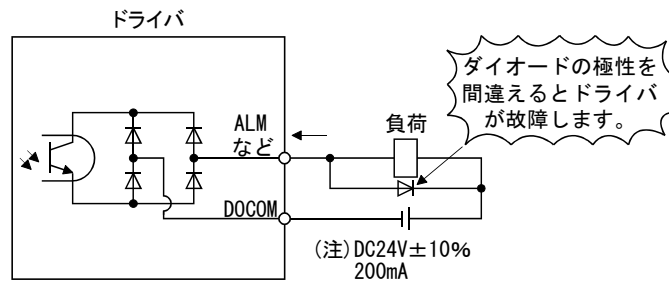 ドライバ
ダイオードの極性を
間違えるとドライバ
が故障します。
ALM
など
負荷
DOCOM
(注)DC24V±10%
200mA